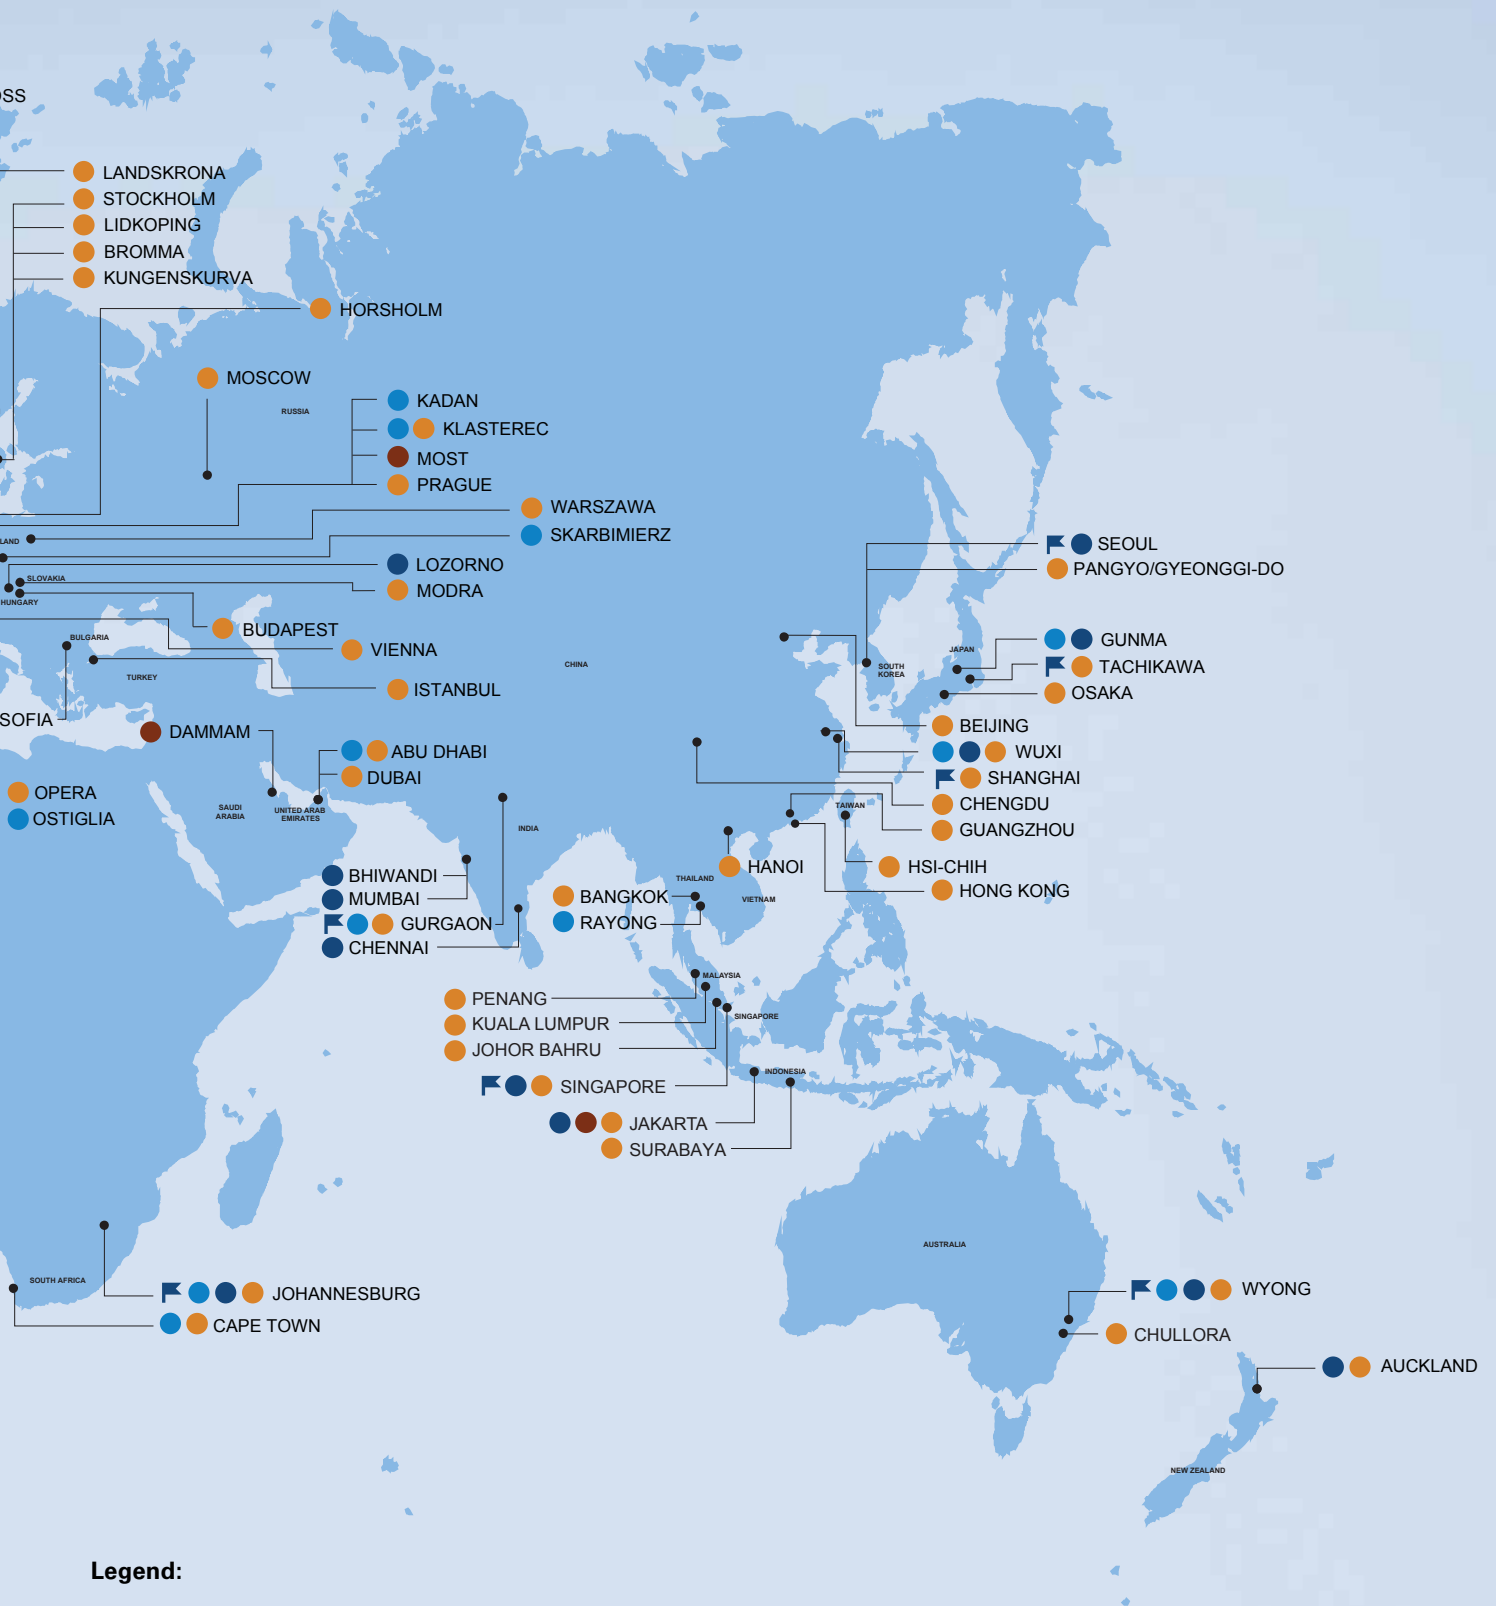 OSS
LANDSKRONA
STOCKHOLM
LIDKOPING
BROMMA
KUNGENSKURVA
HORSHOLM
MOSCOW
RUSSIA
KADAN
KLASTEREC
MOST
PRAGUE
WARSZAWA
SKARBIMIERZ
LAND
LOZORNO
SLOVAKIA
MODRA
HUNGARY
BUDAPEST
BULGARIA
VIENNA
TURKEY
ISTANBUL
CHINA
SOFIA
DAMMAM
ABU DHABI
DUBAI
OPERA
OSTIGLIA
SAUDI
ARABIA
UNITED ARAB
EMIRATES
INDIA
SEOUL
PANGYO/GYEONGGI-DO
GUNMA
JAPAN
TACHIKAWA
SOUTH
KOREA
OSAKA
BEIJING
WUXI
SHANGHAI
CHENGDU
TAIWAN
GUANGZHOU
HANOI
HSI-CHIH
HONG KONG
BHIWANDI
MUMBAI
GURGAON
CHENNAI
THAILAND
BANGKOK
VIETNAM
RAYONG
MALAYSIA
PENANG
SINGAPORE
KUALA LUMPUR
JOHOR BAHRU
INDONESIA
SINGAPORE
JAKARTA
SURABAYA
AUSTRALIA
SOUTH AFRICA
JOHANNESBURG
CAPE TOWN
WYONG
CHULLORA
AUCKLAND
NEW ZEALAND
Legend: